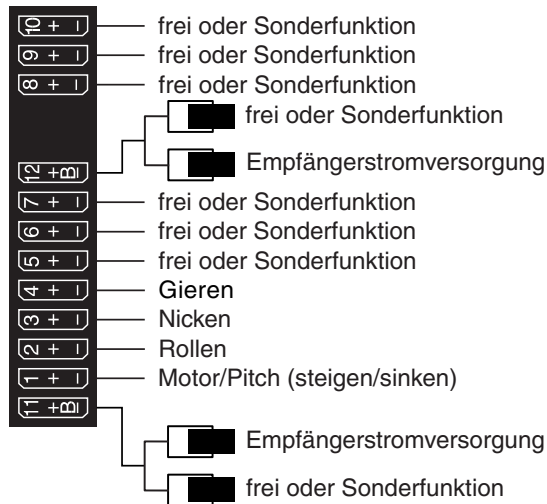 10 + – frei oder Sonderfunktion
9 + – frei oder Sonderfunktion
8 + – frei oder Sonderfunktion
frei oder Sonderfunktion
12 +B– Empfängerstromversorgung
7 + – frei oder Sonderfunktion
6 + – frei oder Sonderfunktion
5 + – frei oder Sonderfunktion
4 + – Gieren
3 + – Nicken
2 + – Rollen
1 + – Motor/Pitch (steigen/sinken)
11 +B–
Empfängerstromversorgung
frei oder Sonderfunktion